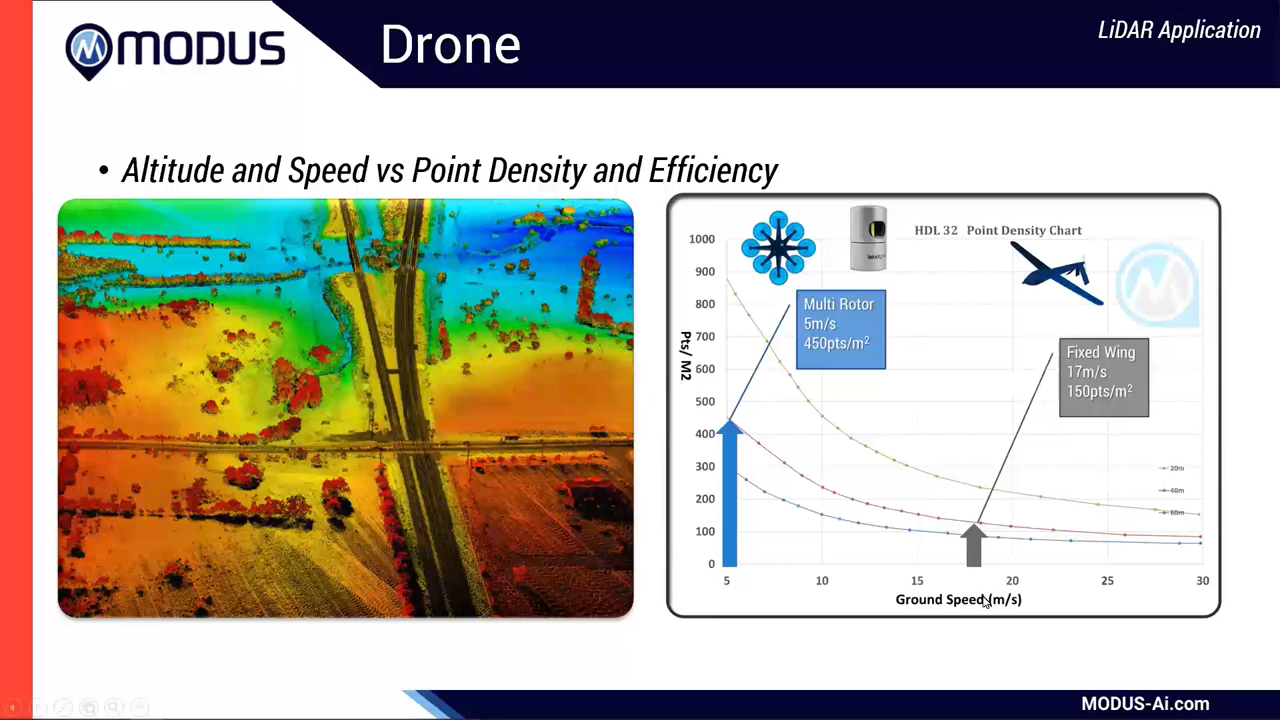 MODUS
Drone
LiDAR Application
• Altitude and Speed vs Point Density and Efficiency
HDL 32 Point Density Chart
Velodyne
Multi Rotor
5m/s
450pts/m²
Fixed Wing
17m/s
150pts/m²
Pts/ M2
1000
900
800
700
600
500
400
300
200
100
0
20m
40m
60m
5 10 15 20 25 30
Ground Speed (m/s)
MODUS-Ai.com